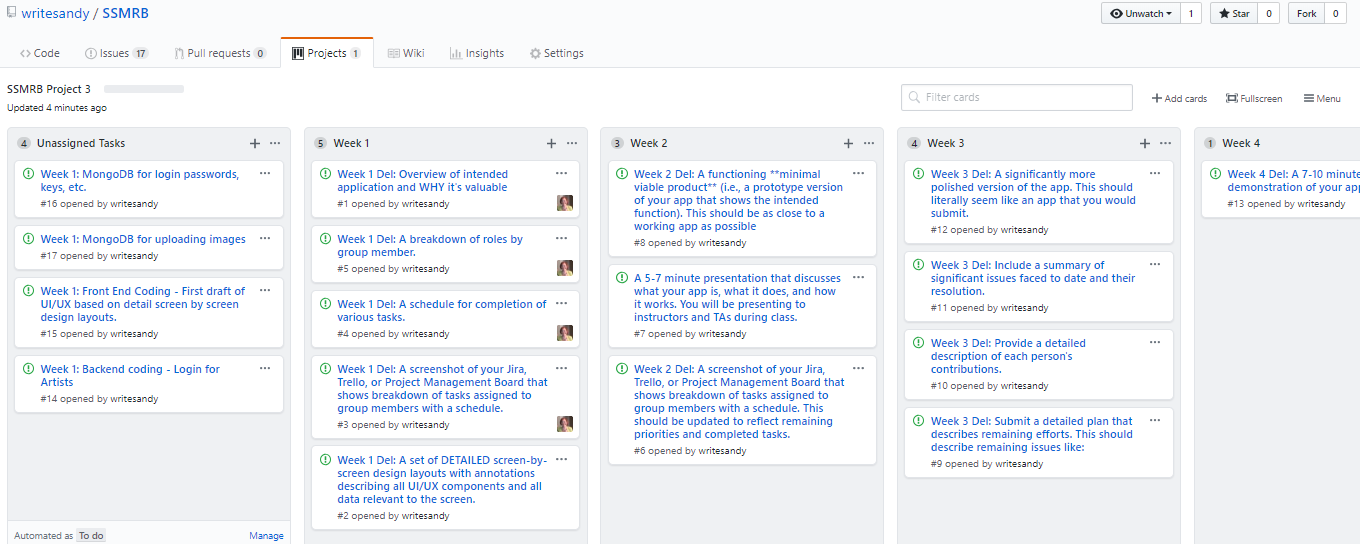 writesandy / SSMRB
Unwatch 1 Star 0 Fork 0
Code Issues 17 Pull requests 0 Projects 1 Wiki Insights Settings
SSMRB Project 3
Updated 4 minutes ago
Filter cards
Add cards Fullscreen Menu
4 Unassigned Tasks
Week 1: MongoDB for login passwords,
keys, etc.
#16 opened by writesandy
Week 1: MongoDB for uploading images
#17 opened by writesandy
Week 1: Front End Coding - First draft of
UI/UX based on detail screen by screen
design layouts.
#15 opened by writesandy
Week 1: Backend coding - Login for
Artists
#14 opened by writesandy
Automated as To do Manage
5 Week 1
Week 1 Del: Overview of intended
application and WHY it's valuable
#1 opened by writesandy
Week 1 Del: A breakdown of roles by
group member.
#5 opened by writesandy
Week 1 Del: A schedule for completion of
various tasks.
#4 opened by writesandy
Week 1 Del: A screenshot of your Jira,
Trello, or Project Management Board that
shows breakdown of tasks assigned to
group members with a schedule.
#3 opened by writesandy
Week 1 Del: A set of DETAILED screen-by-
screen design layouts with annotations
describing all UI/UX components and all
data relevant to the screen.
#2 opened by writesandy
3 Week 2
Week 2 Del: A functioning **minimal
viable product** (i.e., a prototype version
of your app that shows the intended
function). This should be as close to a
working app as possible
#8 opened by writesandy
A 5-7 minute presentation that discusses
what your app is, what it does, and how
it works. You will be presenting to
instructors and TAs during class.
#7 opened by writesandy
Week 2 Del: A screenshot of your Jira,
Trello, or Project Management Board that
shows breakdown of tasks assigned to
group members with a schedule. This
should be updated to reflect remaining
priorities and completed tasks.
#6 opened by writesandy
4 Week 3
Week 3 Del: A significantly more
polished version of the app. This should
literally seem like an app that you would
submit.
#12 opened by writesandy
Week 3 Del: Include a summary of
significant issues faced to date and their
resolution.
#11 opened by writesandy
Week 3 Del: Provide a detailed
description of each person's
contributions.
#10 opened by writesandy
Week 3 Del: Submit a detailed plan that
describes remaining efforts. This should
describe remaining issues like:
#9 opened by writesandy
1 Week 4
Week 4 Del: A 7-10 minute
demonstration of your app
#13 opened by writesandy